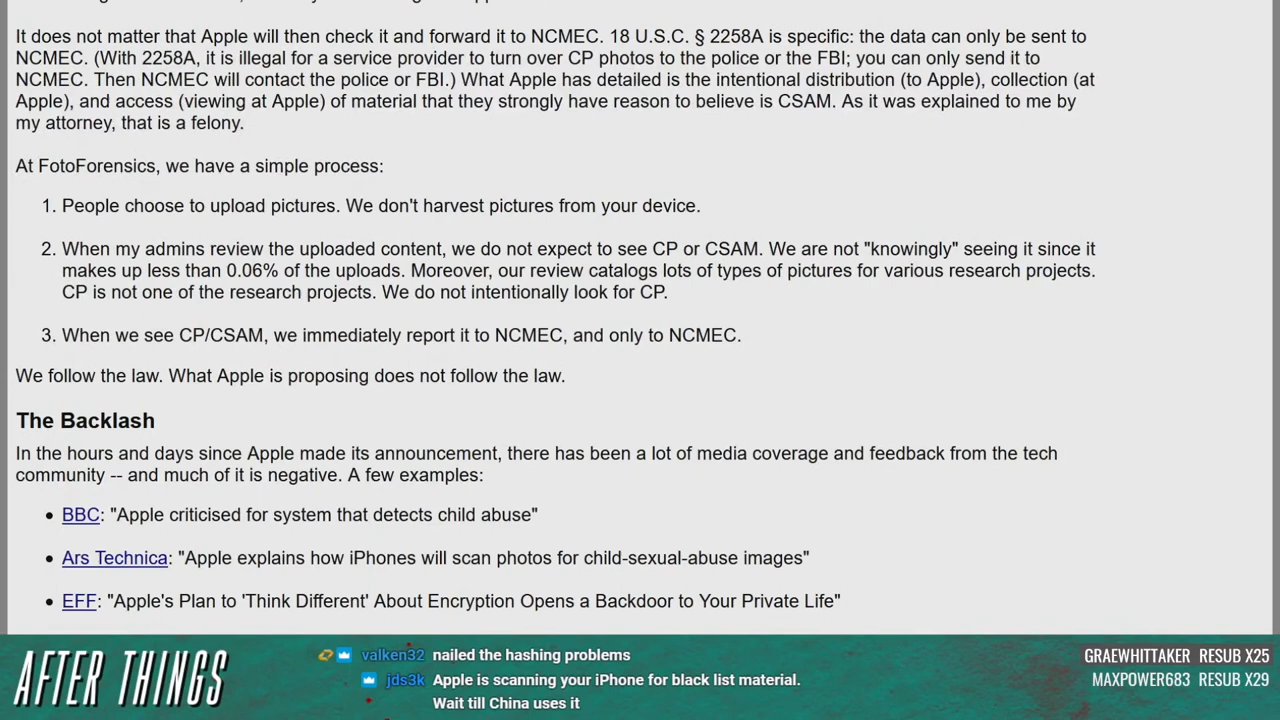 It does not matter that Apple will then check it and forward it to NCMEC. 18 U.S.C. § 2258A is specific: the data can only be sent to
NCMEC. (With 2258A, it is illegal for a service provider to turn over CP photos to the police or the FBI; you can only send it to
NCMEC. Then NCMEC will contact the police or FBI.) What Apple has detailed is the intentional distribution (to Apple), collection (at
Apple), and access (viewing at Apple) of material that they strongly have reason to believe is CSAM. As it was explained to me by
my attorney, that is a felony.
At FotoForensics, we have a simple process:
1. People choose to upload pictures. We don't harvest pictures from your device.
2. When my admins review the uploaded content, we do not expect to see CP or CSAM. We are not "knowingly" seeing it since it
makes up less than 0.06% of the uploads. Moreover, our review catalogs lots of types of pictures for various research projects.
CP is not one of the research projects. We do not intentionally look for CP.
3. When we see CP/CSAM, we immediately report it to NCMEC, and only to NCMEC.
We follow the law. What Apple is proposing does not follow the law.
The Backlash
In the hours and days since Apple made its announcement, there has been a lot of media coverage and feedback from the tech
community -- and much of it is negative. A few examples:
• BBC: "Apple criticised for system that detects child abuse"
• Ars Technica: "Apple explains how iPhones will scan photos for child-sexual-abuse images"
• EFF: "Apple's Plan to 'Think Different' About Encryption Opens a Backdoor to Your Private Life"
AFTER THINGS
valken32 nailed the hashing problems
jds3k Apple is scanning your iPhone for black list material.
Wait till China uses it
GRAEWHITTAKER RESUB X25
MAXPOWER683 RESUB X29